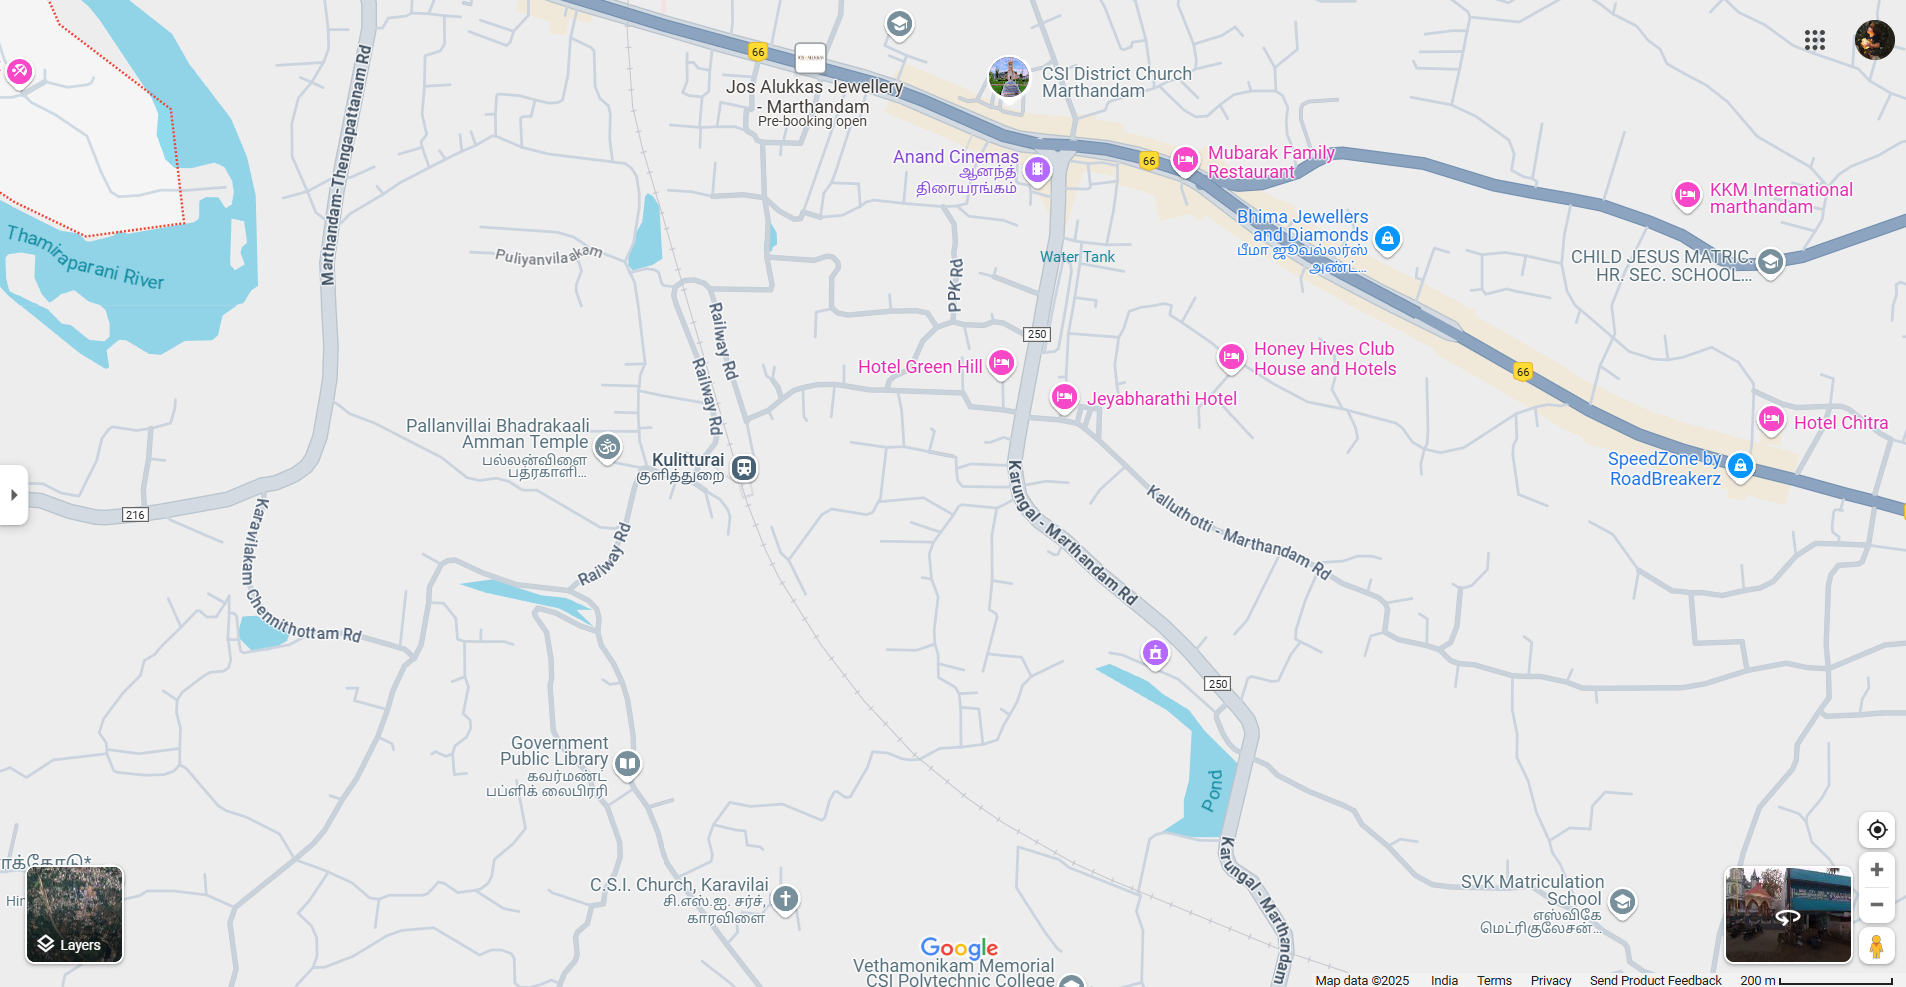 66
Jos Alukkas Jewellery
- Marthandam
Pre-booking open
CSI District Church
Marthandam
Marthandam-Thengapattanam Rd
Anand Cinemas
ஆனந்த்
திரையரங்கம்
66
Mubarak Family
Restaurant
KKM International
marthandam
Thamiraparani River
Puliyanvilaakam
PPK Rd
Water Tank
Bhima Jewellers
and Diamonds
பீமா ஜூவல்லர்ஸ்
அண்ட்...
CHILD JESUS MATRIC.
HR. SEC. SCHOOL...
Railway Rd
Railway Rd
250
Hotel Green Hill
Honey Hives Club
House and Hotels
66
Jeyabharathi Hotel
Hotel Chitra
Pallanvillai Bhadrakaali
Amman Temple
பல்லன்விளை
பத்ரகாளி...
Kulitturai
குளித்துறை
SpeedZone by
RoadBreakerz
216
Karavilakam Chennithottam Rd
Railway Rd
Karungal - Marthandam Rd
Kalluthotti - Marthandam Rd
250
Government
Public Library
கவர்மண்ட்
பப்ளிக் லைபிரரி
Pond
Karungal - Marthandam
C.S.I. Church, Karavilai
சி.எஸ்.ஐ. சர்ச்,
காரவிளை
SVK Matriculation
School
எஸ்விகே
மெட்ரிகுலேசன்...
Layers
Google
Vethamonikam Memorial
CSI Polytechnic College
Map data ©2025 India Terms Privacy Send Product Feedback 200 m